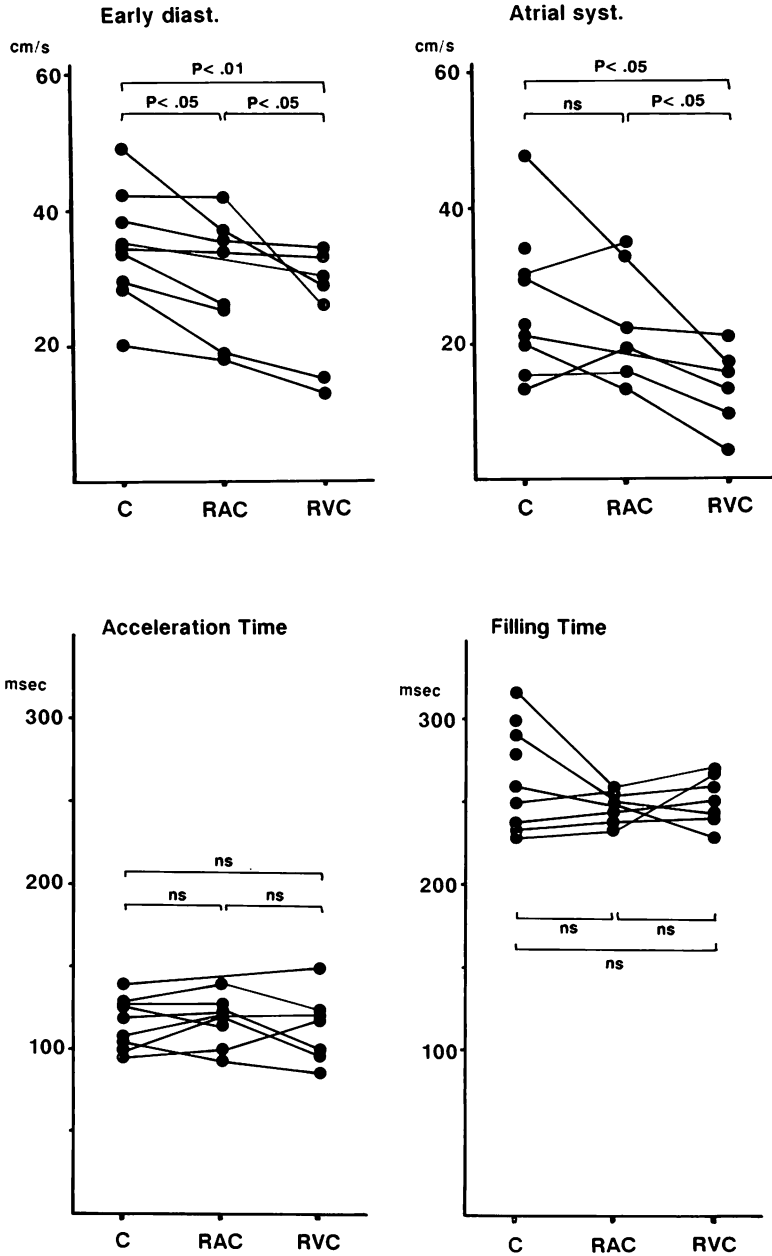 Early diast.
cm/s
60
P< .01
P< .05 P< .05
40
20
C RAC RVC
Atrial syst.
cm/s
60
P< .05
ns P< .05
40
20
C RAC RVC
Acceleration Time
msec
300
200
ns
ns ns
100
C RAC RVC
Filling Time
msec
300
200
ns ns
ns
100
C RAC RVC